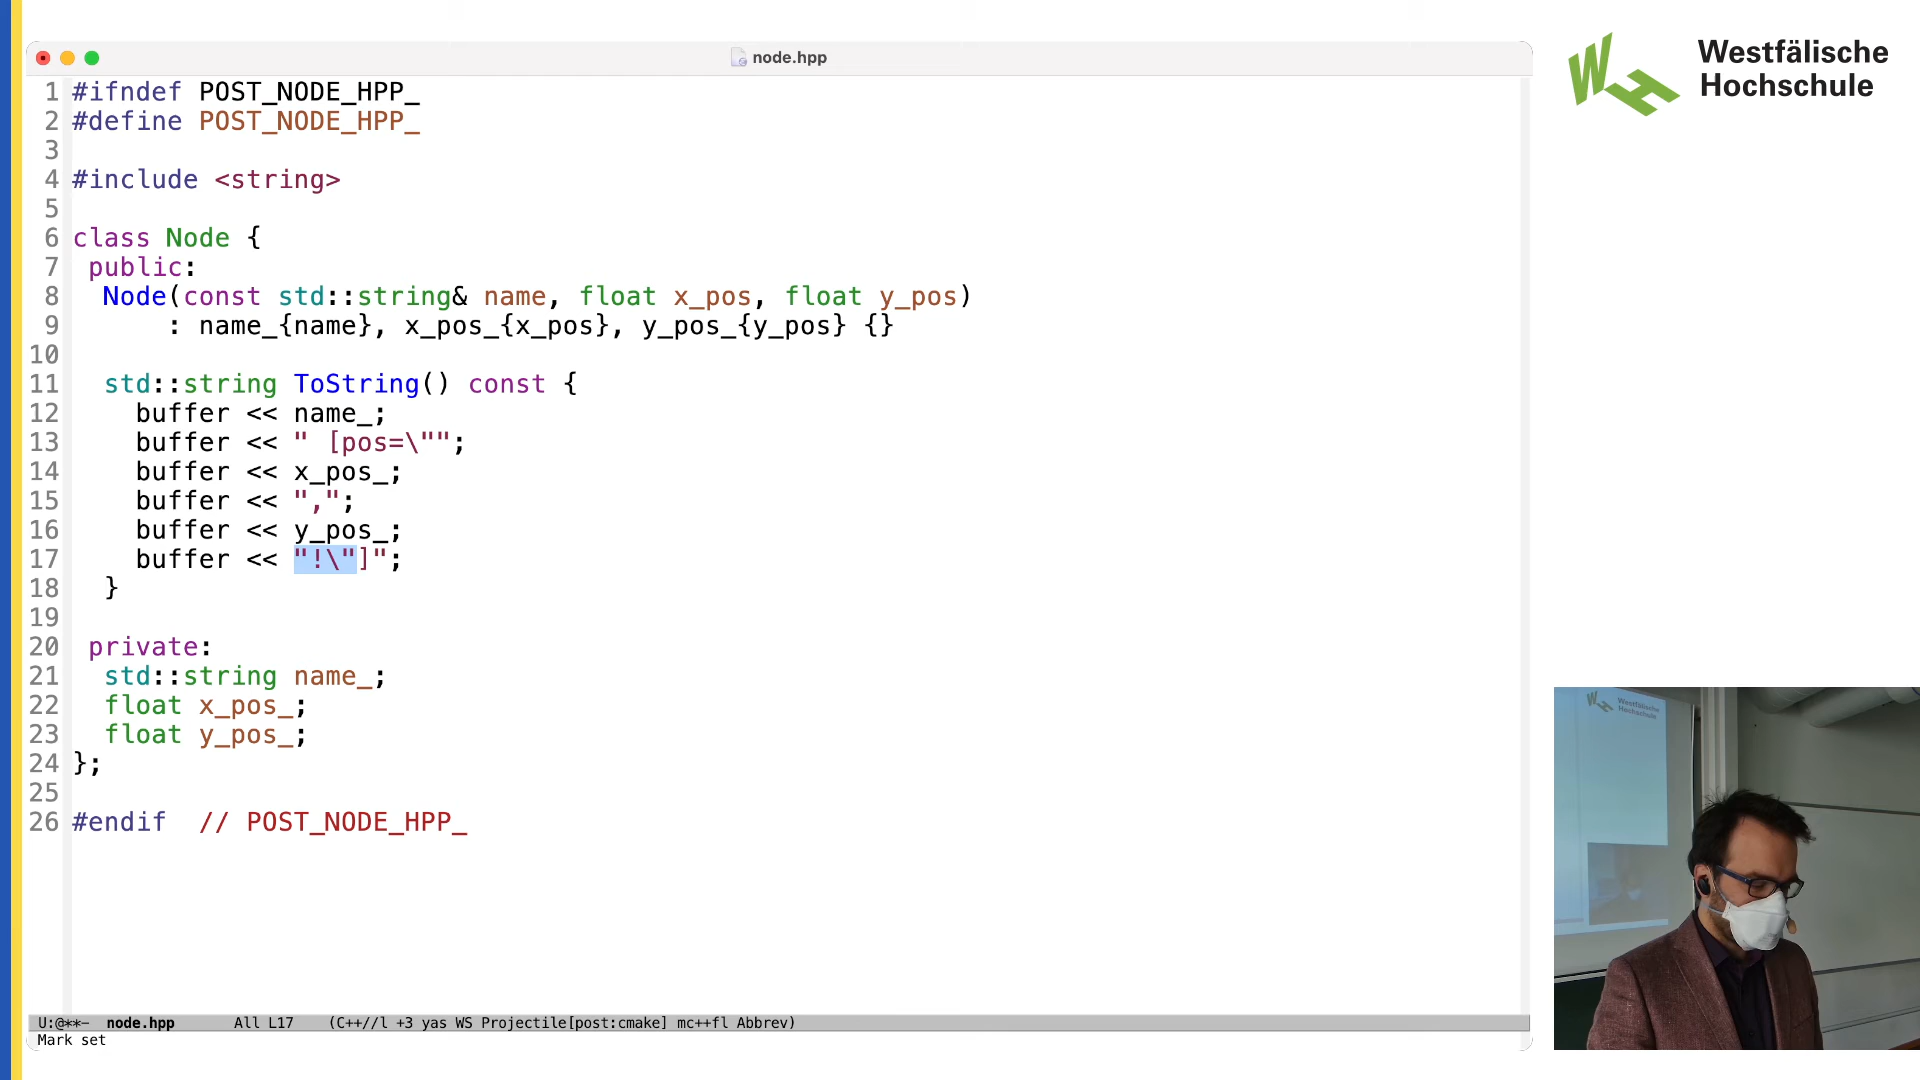 node.hpp
Westfälische
Hochschule
1 #ifndef POST_NODE_HPP_
2 #define POST_NODE_HPP_
3
4 #include <string>
5
6 class Node {
7  public:
8   Node(const std::string& name, float x_pos, float y_pos)
9       : name_{name}, x_pos_{x_pos}, y_pos_{y_pos} {}
10
11   std::string ToString() const {
12     buffer << name_;
13     buffer << " [pos=\"";
14     buffer << x_pos_;
15     buffer << ",";
16     buffer << y_pos_;
17     buffer << "!\"]";
18   }
19
20  private:
21   std::string name_;
22   float x_pos_;
23   float y_pos_;
24 };
25
26 #endif  // POST_NODE_HPP_
U:@**-  node.hpp       All L17    (C++//l +3 yas WS Projectile[post:cmake] mc++fl Abbrev)
Mark set
Westfälische
Hochschule